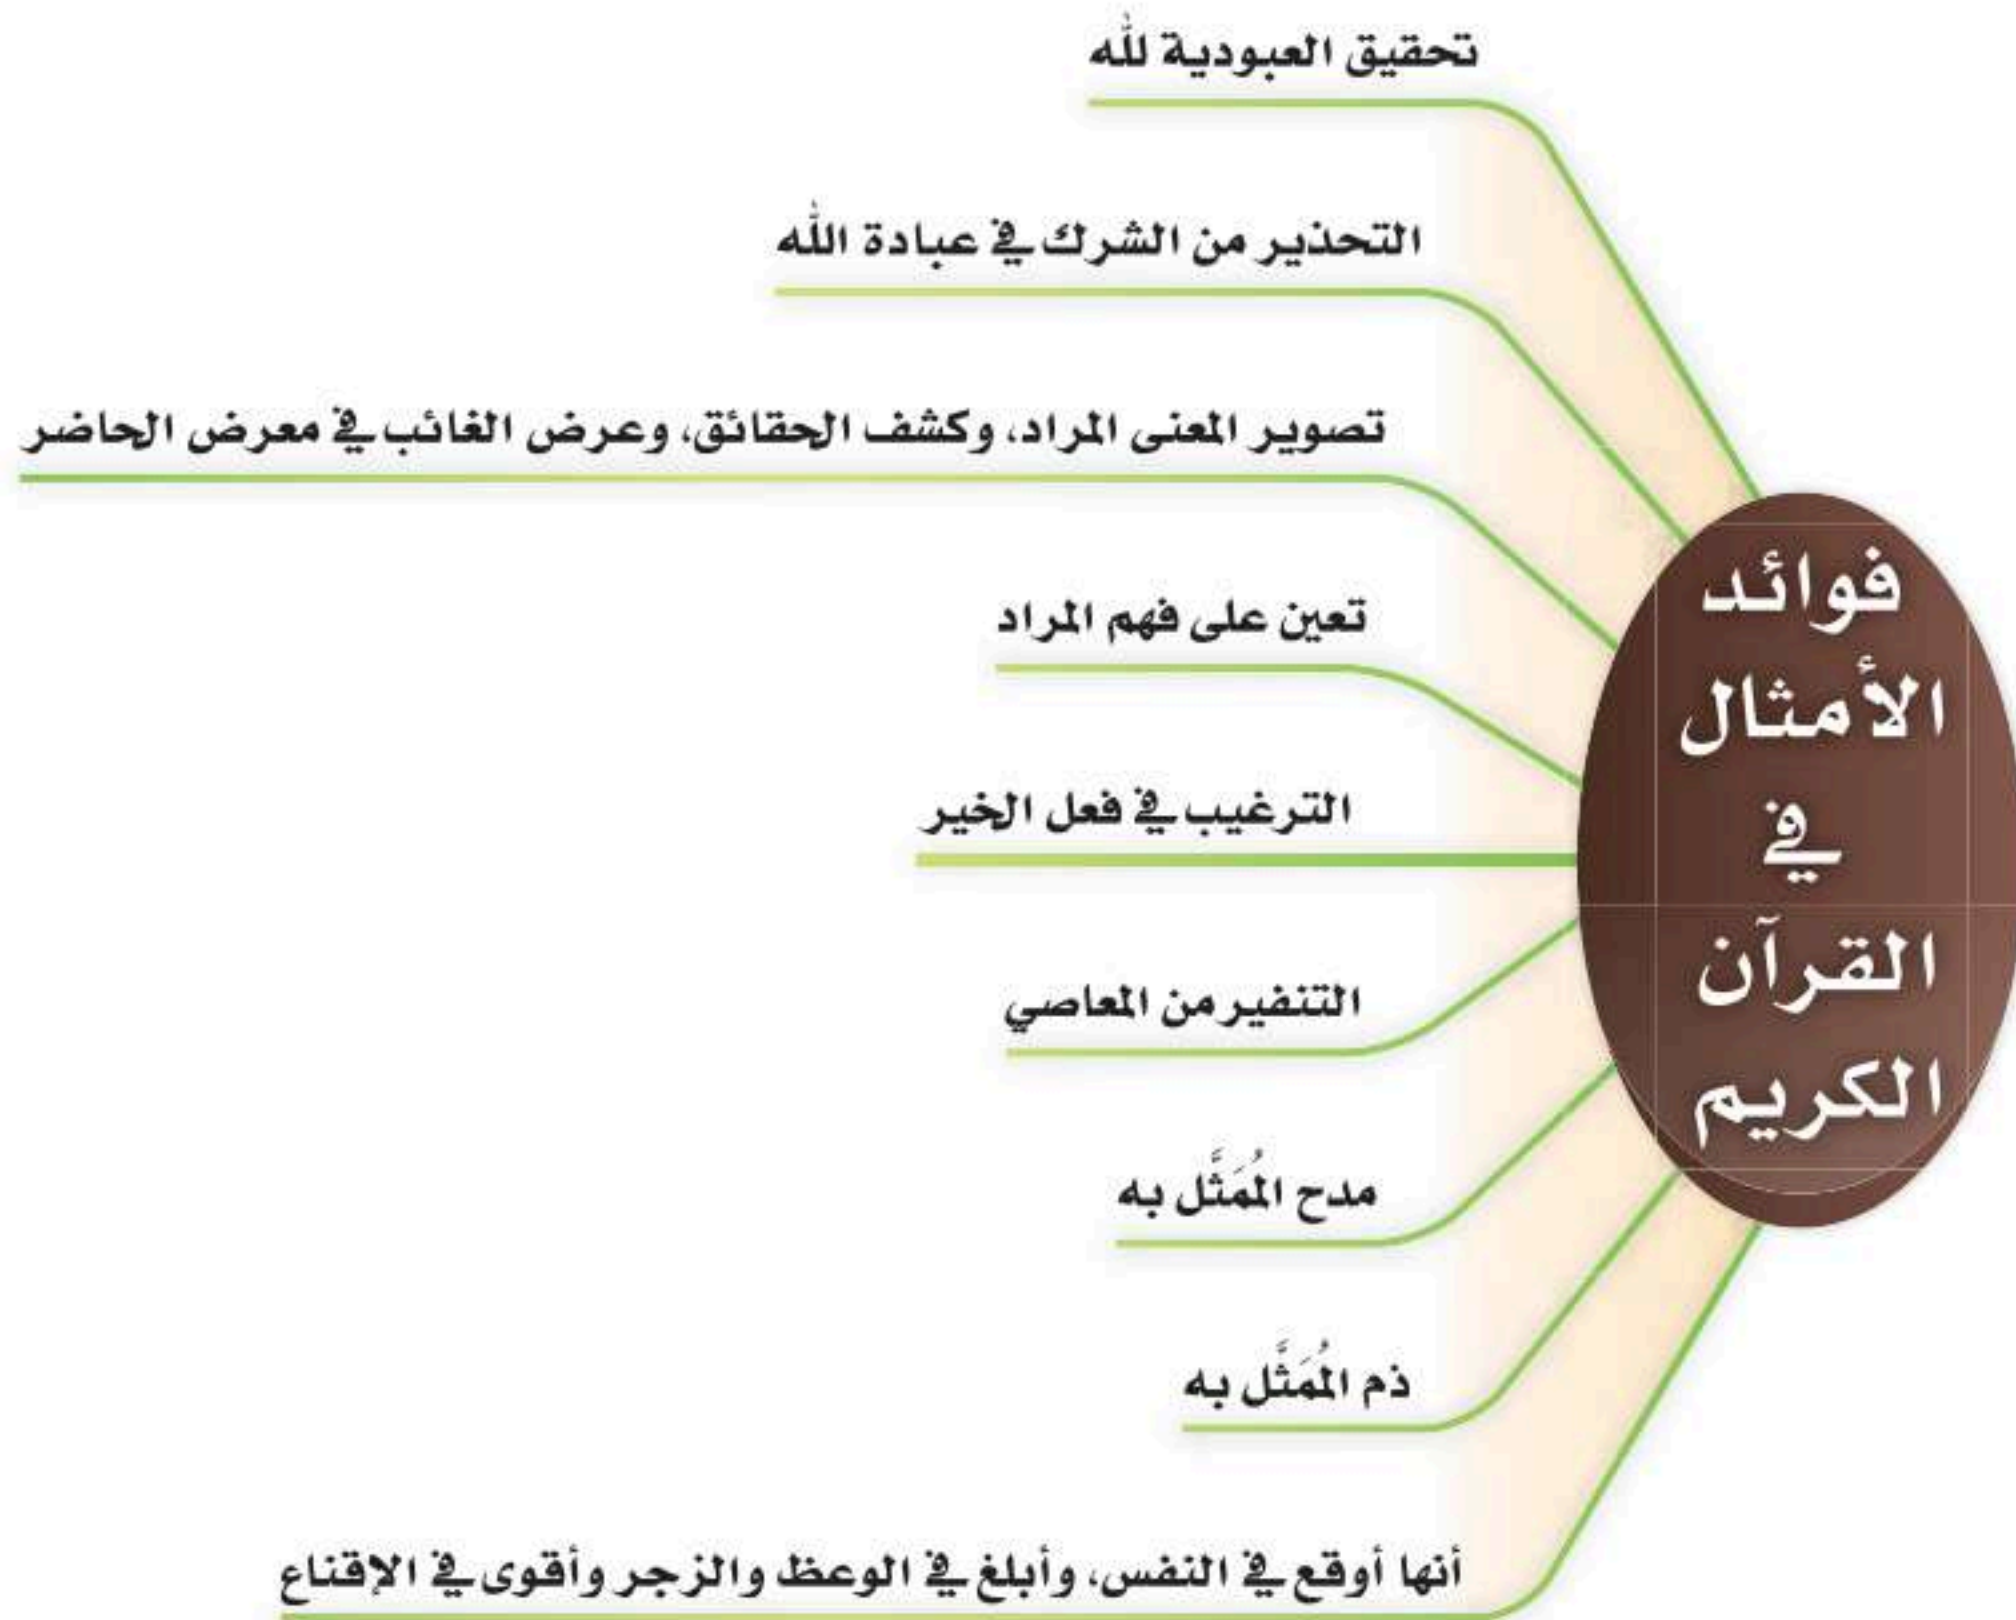 فوائد
الأمثال
في
القرآن
الكريم
تحقيق العبودية لله
التحذير من الشرك في عبادة الله
تصوير المعنى المراد، وكشف الحقائق، وعرض الغائب في معرض الحاضر
تعين على فهم المراد
الترغيب في فعل الخير
التنفير من المعاصي
مدح المُمَثَّل به
ذم المُمَثَّل به
أنها أوقع في النفس، وأبلغ في الوعظ والزجر وأقوى في الإقناع